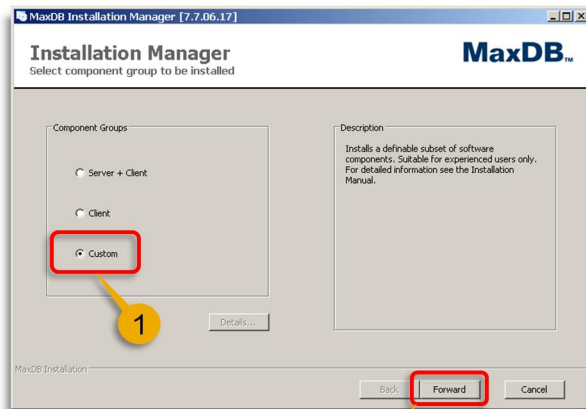 MaxDB Installation Manager [7.7.06.17]
Installation Manager
Select component group to be installed
MaxDB™
Component Groups
Server + Client
Client
Custom
1
Details...
Description
Installs a definable subset of software
components. Suitable for experienced users only.
For detailed information see the Installation
Manual.
MaxDB Installation
Back
Forward
Cancel